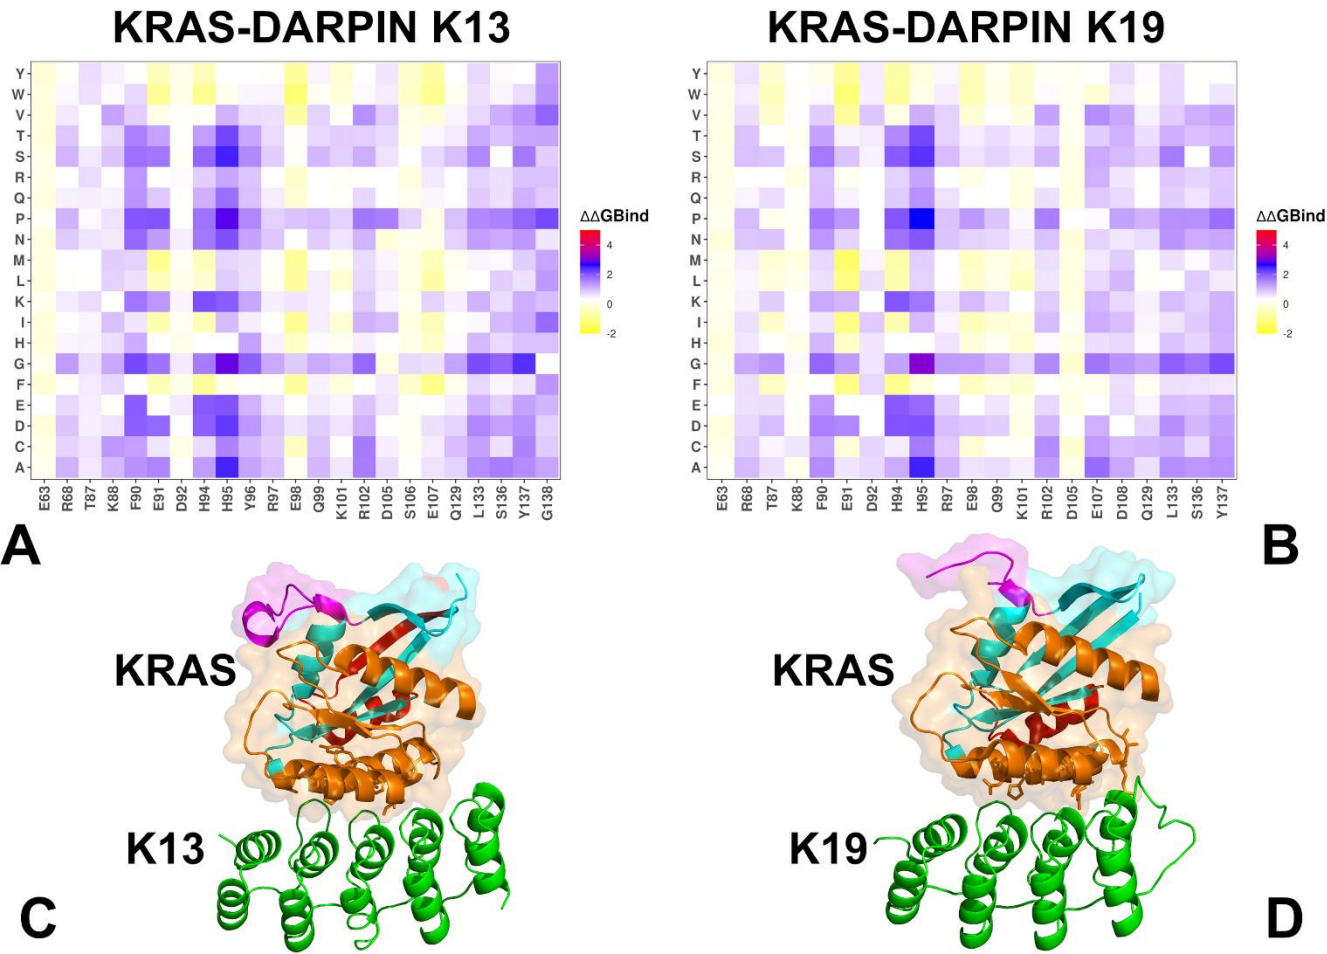 KRAS-DARPIN K13
Y
W
V
T
S
R
Q
P
N
M
L
K
I
H
G
F
E
D
C
A
E63 R68 T87 K88 F90 E91 D92 H94 H95 Y96 R97 E98 Q99 K101 R102 D105 S106 E107 Q129 L133 S136 Y137 G138
ΔΔGBind
4
2
0
-2
A
KRAS-DARPIN K19
Y
W
V
T
S
R
Q
P
N
M
L
K
I
H
G
F
E
D
C
A
E63 R68 T87 K88 F90 E91 D92 H94 H95 R97 E98 Q99 K101 R102 D105 E107 D108 Q129 L133 S136 Y137
ΔΔGBind
4
2
0
-2
B
KRAS
K13
C
KRAS
K19
D